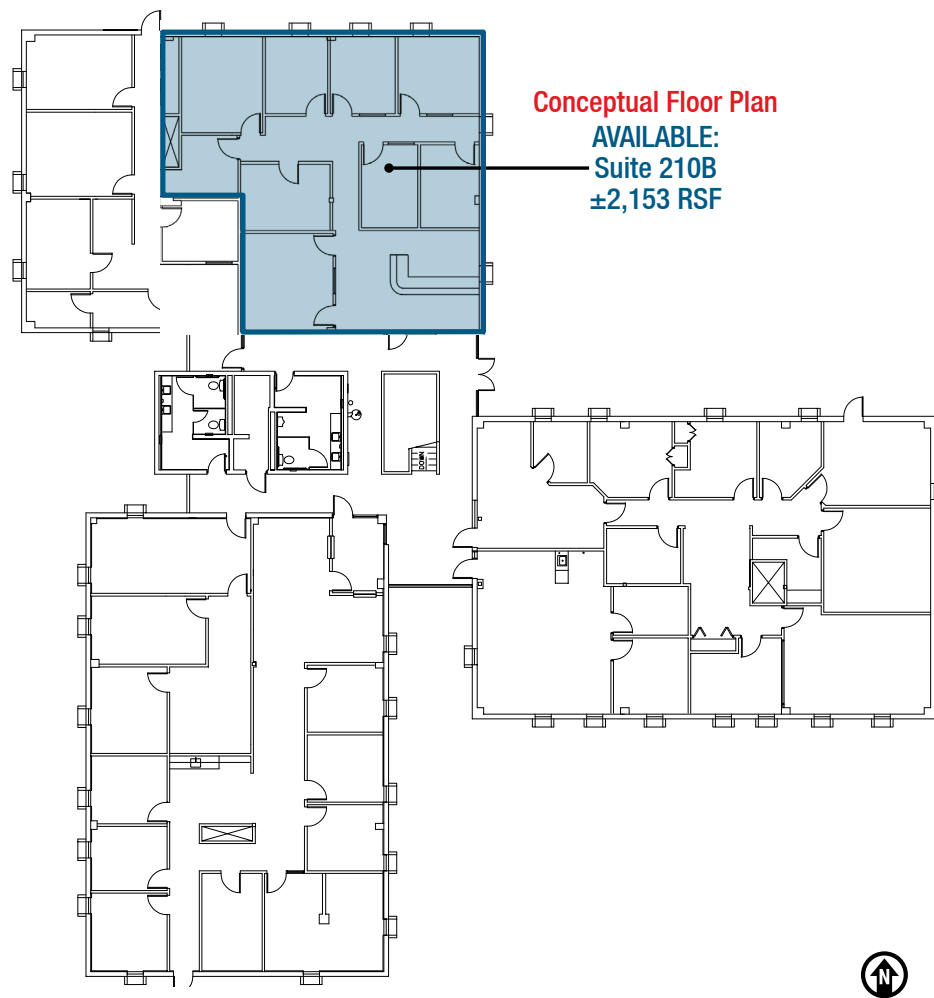 Conceptual Floor Plan
AVAILABLE:
Suite 210B
±2,153 RSF
DOWN
N